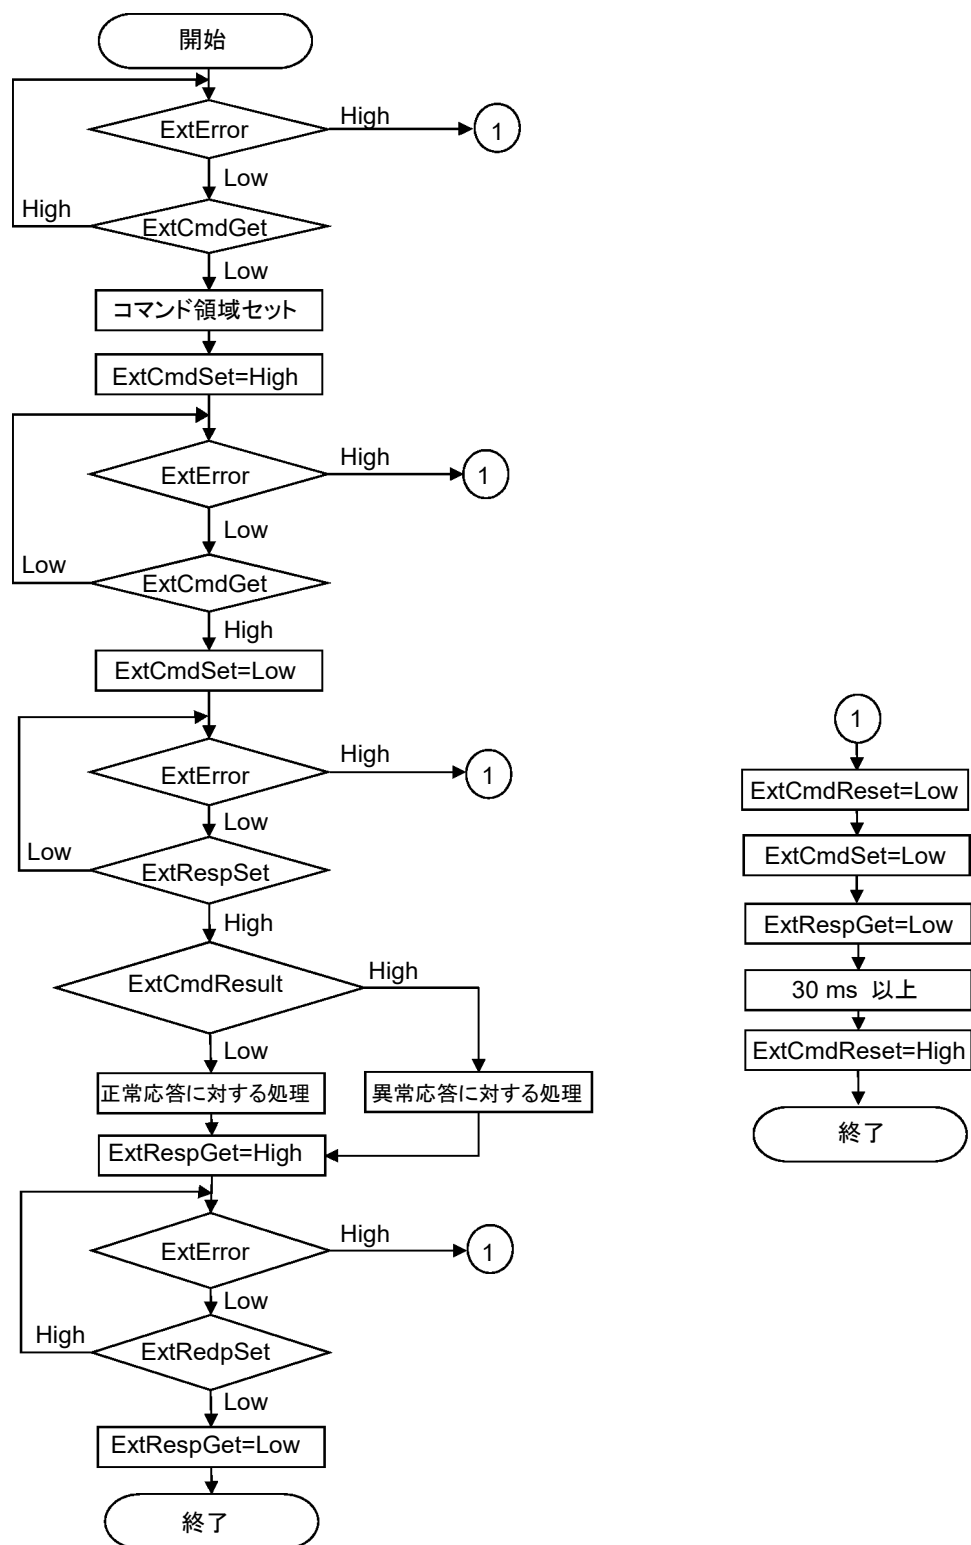 開始
ExtError
High
1
Low
High
ExtCmdGet
Low
コマンド領域セット
ExtCmdSet=High
ExtError
High
1
Low
Low
ExtCmdGet
High
ExtCmdSet=Low
ExtError
High
1
Low
Low
ExtRespSet
High
ExtCmdResult
High
Low
正常応答に対する処理
異常応答に対する処理
ExtRespGet=High
ExtError
High
1
Low
High
ExtRedpSet
Low
ExtRespGet=Low
終了
1
ExtCmdReset=Low
ExtCmdSet=Low
ExtRespGet=Low
30 ms 以上
ExtCmdReset=High
終了